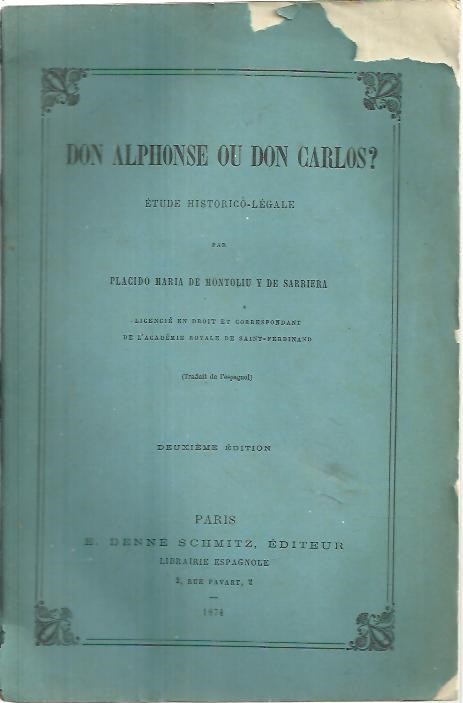 DON ALPHONSE OU DON CARLOS?
ÉTUDE HISTORICO-LÉGALE
PAR
PLACIDO MARIA DE MONTOLIU Y DE SARRIERA
LICENCIÉ EN DROIT ET CORRESPONDANT
DE L'ACADÉMIE ROYALE DE SAINT-FERDINAND
(Traduit de l'espagnol)
DEUXIÈME ÉDITION
PARIS
E. DENNÉ SCHMITZ, ÉDITEUR
LIBRAIRIE ESPAGNOLE
2, RUE FAVART, 2
1874